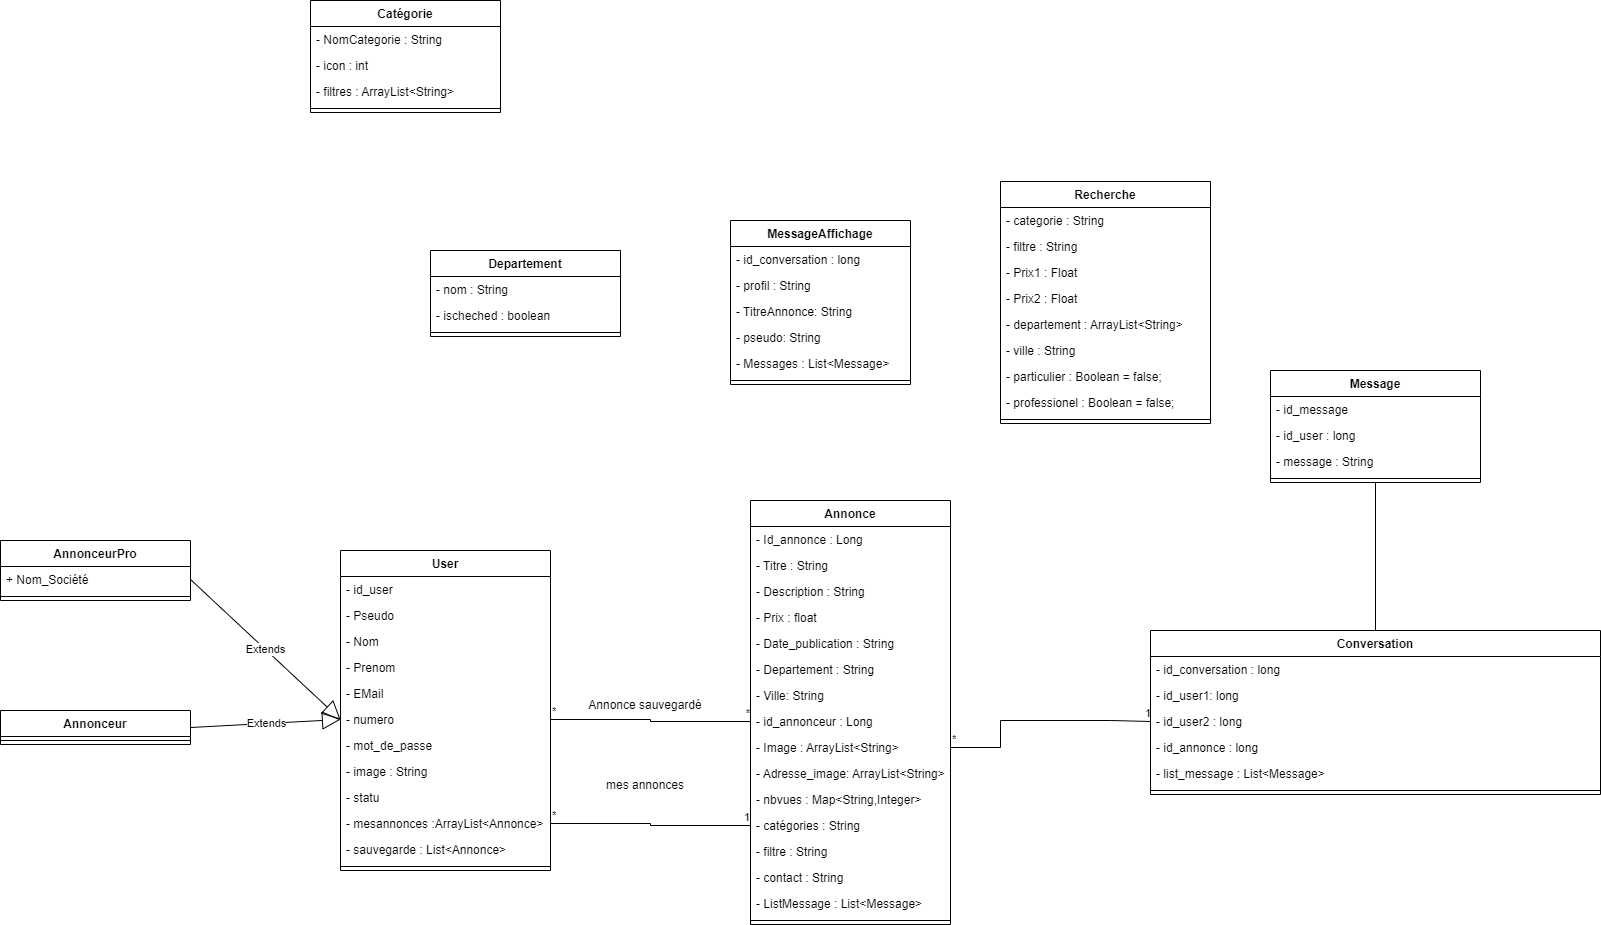 Catégorie
- NomCategorie : String
- icon : int
- filtres : ArrayList<String>
Departement
- nom : String
- ischeched : boolean
MessageAffichage
- id_conversation : long
- profil : String
- TitreAnnonce: String
- pseudo: String
- Messages : List<Message>
Recherche
- categorie : String
- filtre : String
- Prix1 : Float
- Prix2 : Float
- departement : ArrayList<String>
- ville : String
- particulier : Boolean = false;
- professionel : Boolean = false;
Message
- id_message
- id_user : long
- message : String
AnnonceurPro
+ Nom_Société
Extends
Annonceur
Extends
User
- id_user
- Pseudo
- Nom
- Prenom
- EMail
- numero
- mot_de_passe
- image : String
- statu
- mesannonces :ArrayList<Annonce>
- sauvegarde : List<Annonce>
* Annonce sauvegardé *
mes annonces
* 1
Annonce
- Id_annonce : Long
- Titre : String
- Description : String
- Prix : float
- Date_publication : String
- Departement : String
- Ville: String
- id_annonceur : Long
- Image : ArrayList<String>
- Adresse_image: ArrayList<String>
- nbvues : Map<String,Integer>
- catégories : String
- filtre : String
- contact : String
- ListMessage : List<Message>
* 1
Conversation
- id_conversation : long
- id_user1: long
- id_user2 : long
- id_annonce : long
- list_message : List<Message>